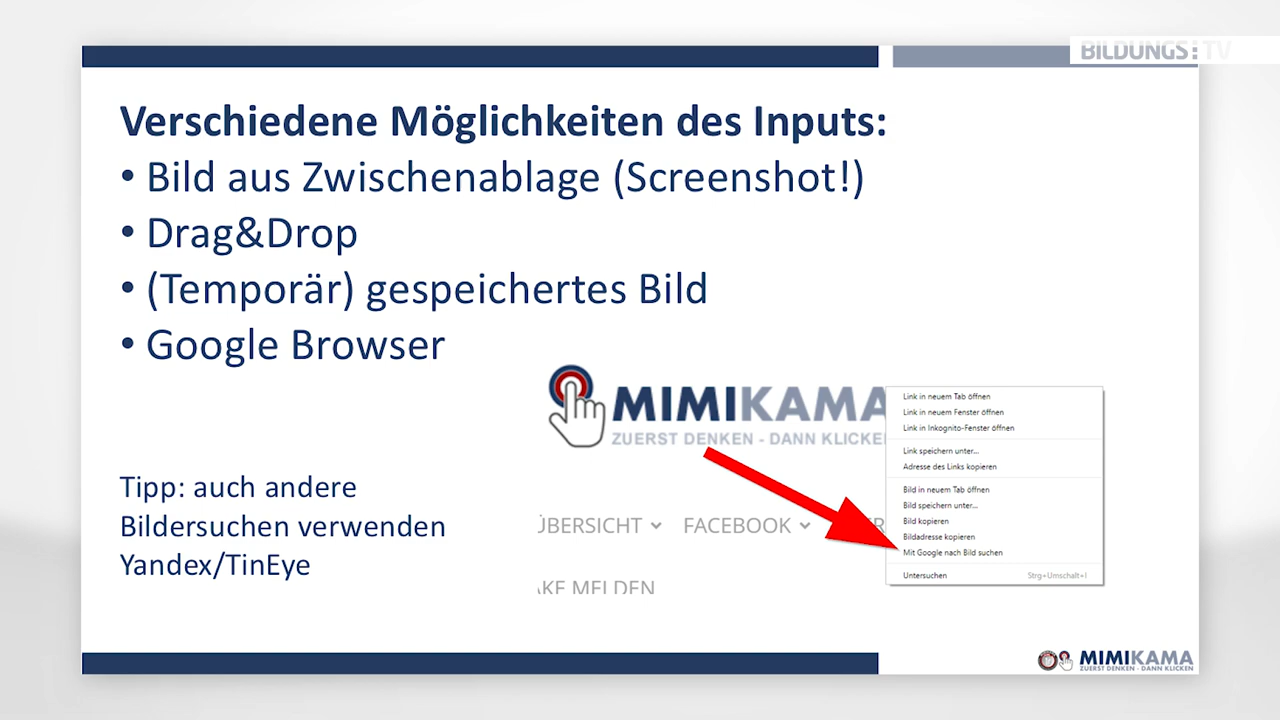 BILDUNGS:TV
Verschiedene Möglichkeiten des Inputs:
• Bild aus Zwischenablage (Screenshot!)
• Drag&Drop
• (Temporär) gespeichertes Bild
• Google Browser
Tipp: auch andere
Bildersuchen verwenden
Yandex/TinEye
MIMIKAMA
ZUERST DENKEN - DANN KLICKE
ÜBERSICHT FACEBOOK
AKE MELDEN
Link in neuem Tab öffnen
Link in neuem Fenster öffnen
Link in Inkognito-Fenster öffnen
Link speichern unter...
Adresse des Links kopieren
Bild in neuem Tab öffnen
Bild speichern unter...
Bild kopieren
Bildadresse kopieren
Mit Google nach Bild suchen
Untersuchen Strg+Umschalt+I
MIMIKAMA
ZUERST DENKEN - DANN KLICKEN